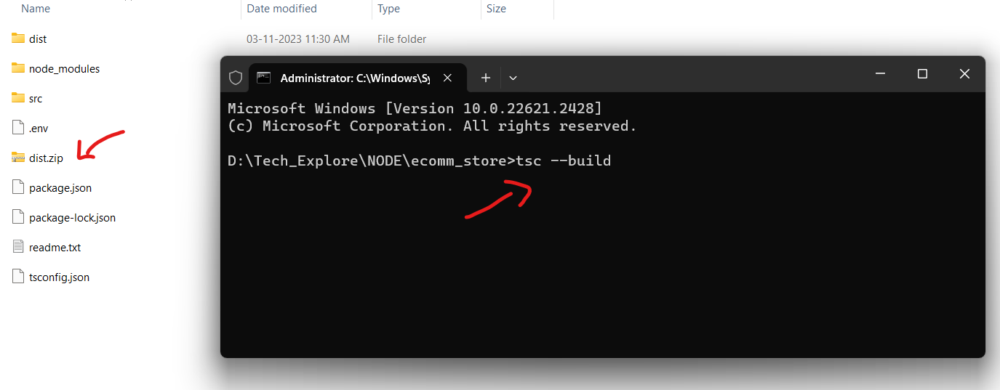 Name Date modified Type Size
dist 03-11-2023 11:30 AM File folder
node_modules
src
.env
dist.zip
package.json
package-lock.json
readme.txt
tsconfig.json
Administrator: C:\Windows\Sy
Microsoft Windows [Version 10.0.22621.2428]
(c) Microsoft Corporation. All rights reserved.
D:\Tech_Explore\NODE\ecomm_store>tsc --build